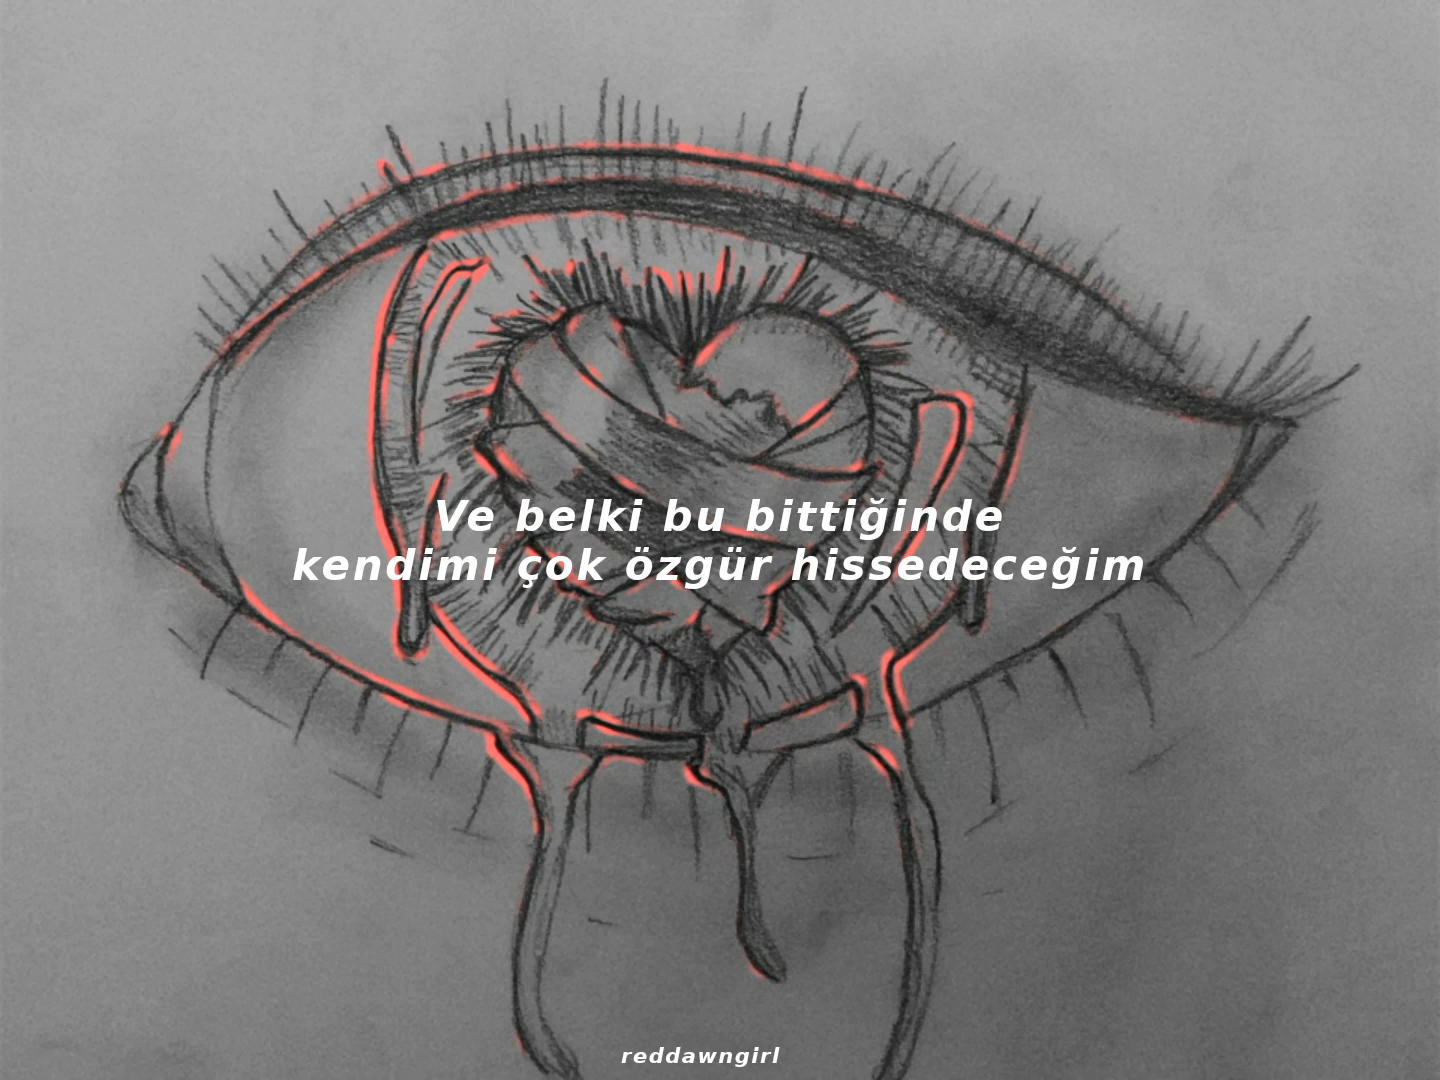 Ve belki bu bittiğinde
kendimi çok özgür hissedeceğim
reddawngirl